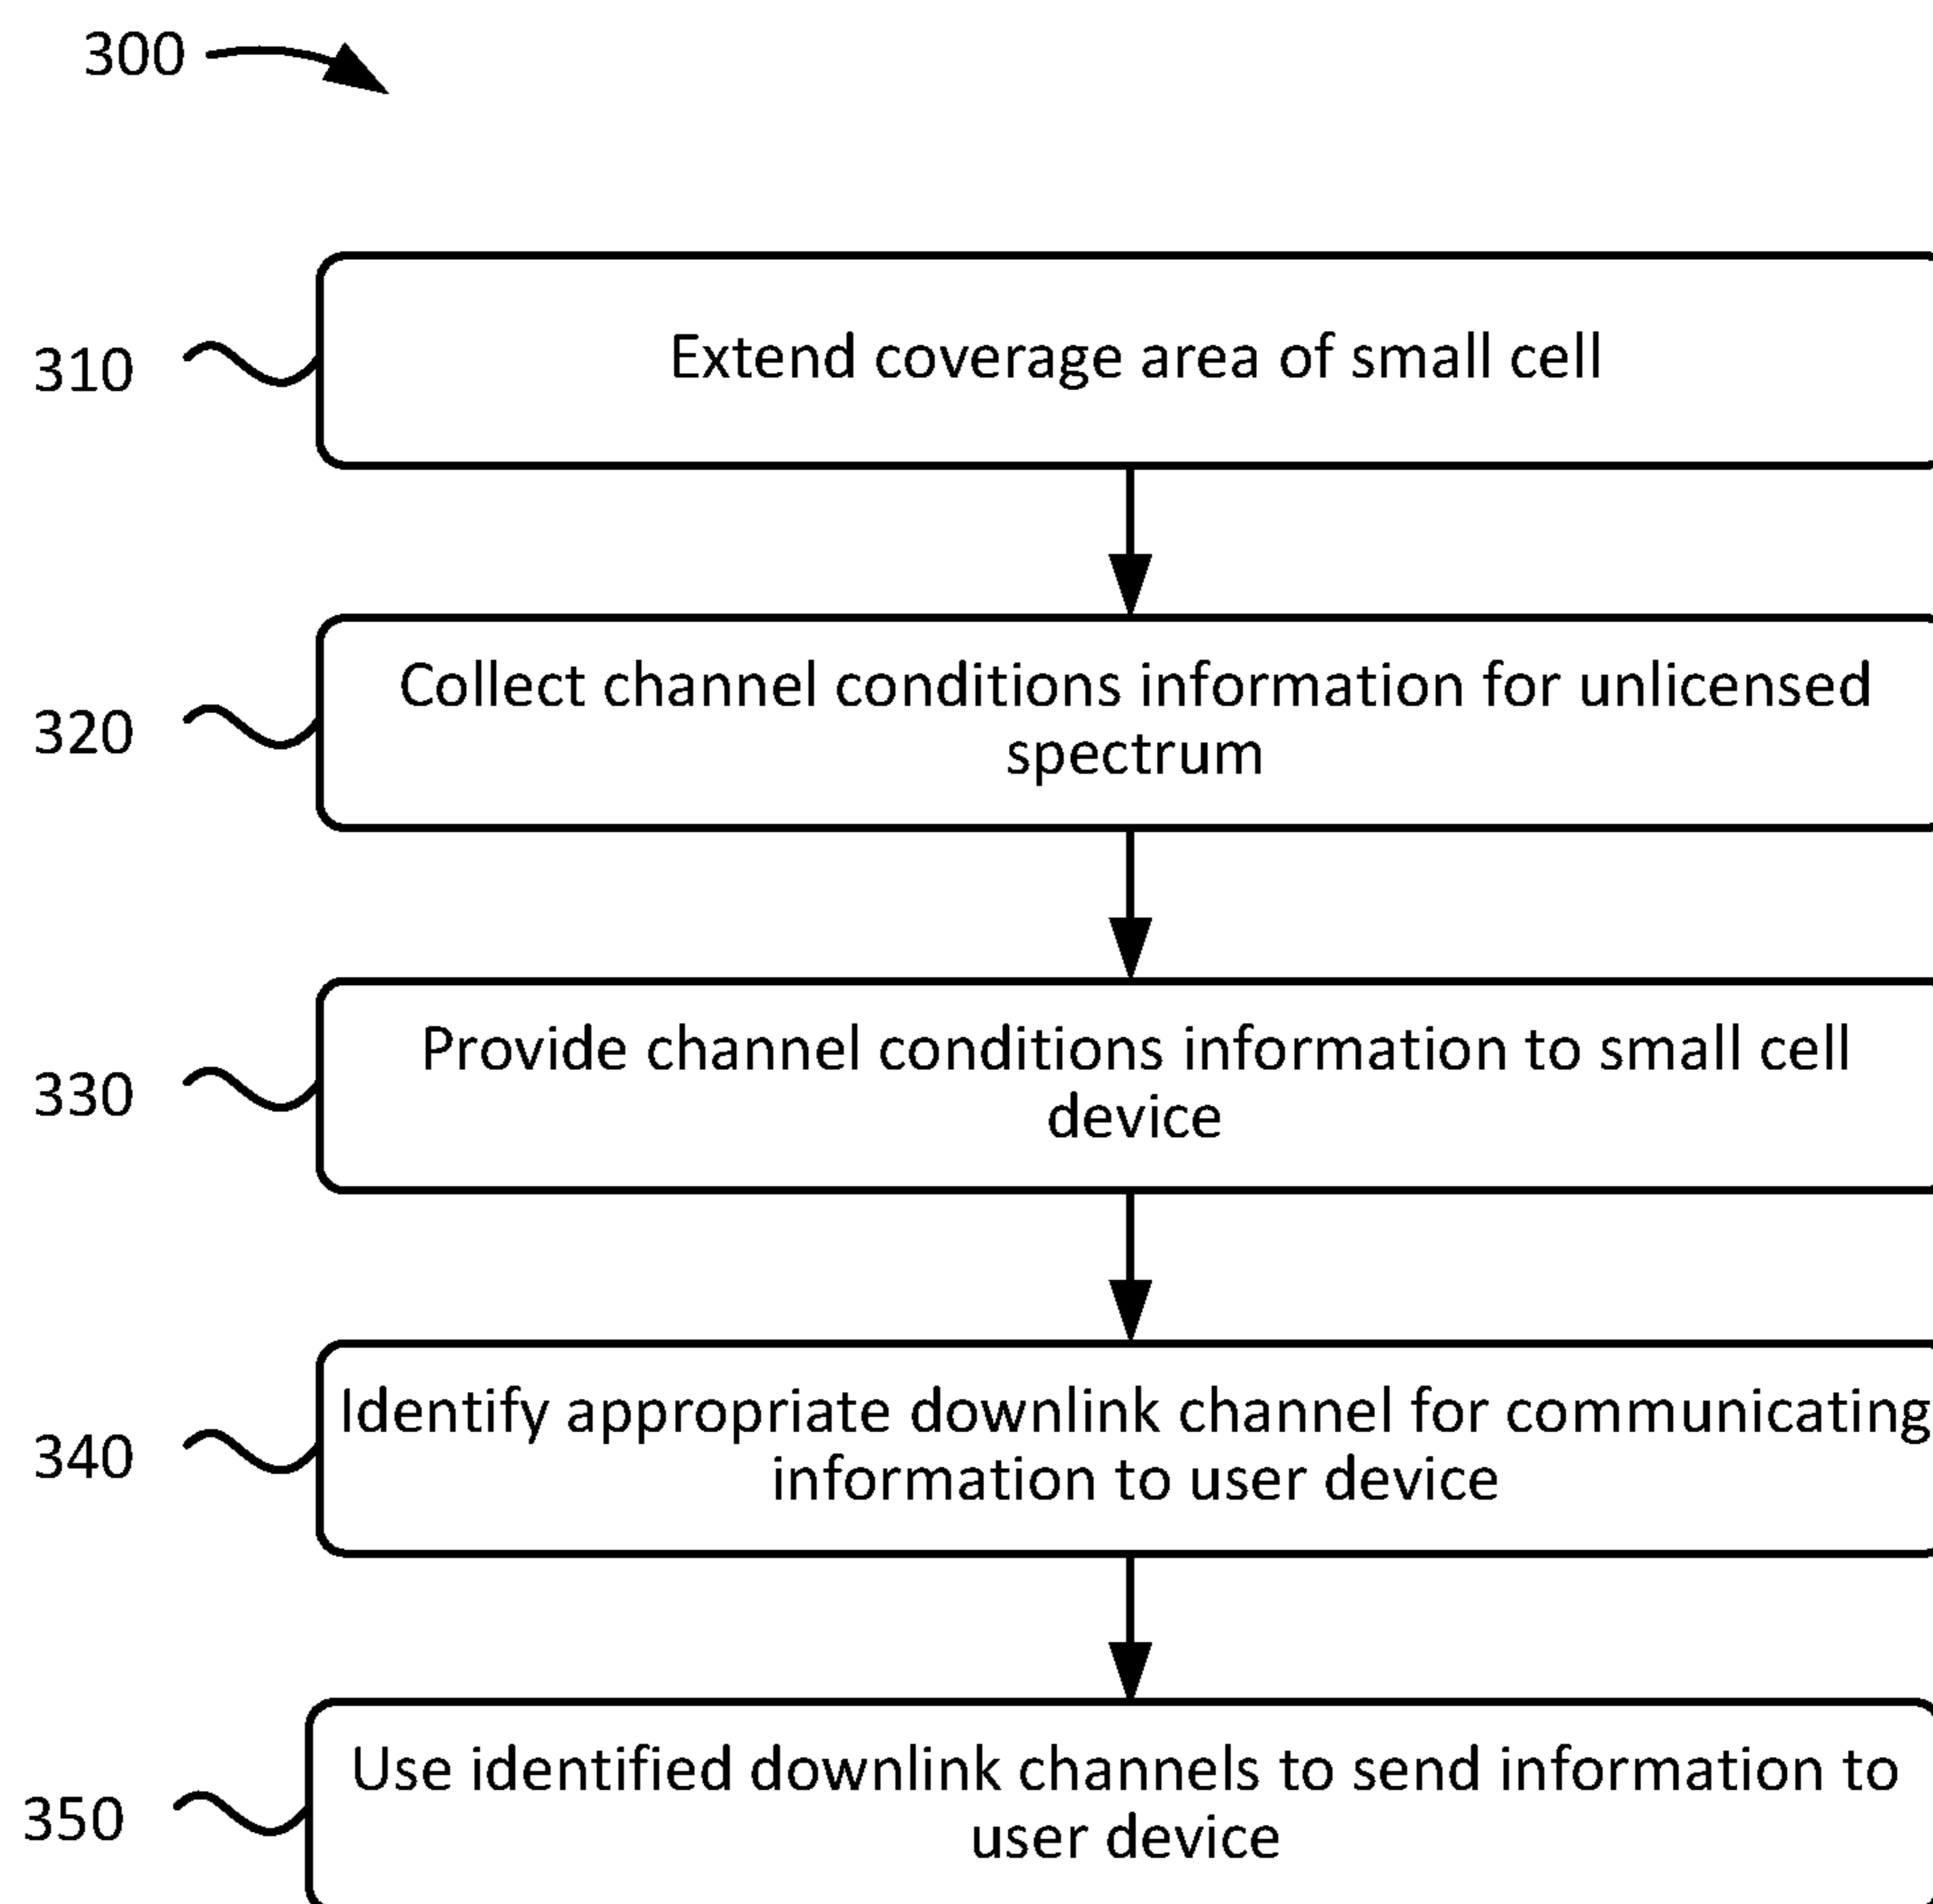 300
310
Extend coverage area of small cell
320
Collect channel conditions information for unlicensed
spectrum
330
Provide channel conditions information to small cell
device
340
Identify appropriate downlink channel for communicating
information to user device
350
Use identified downlink channels to send information to
user device